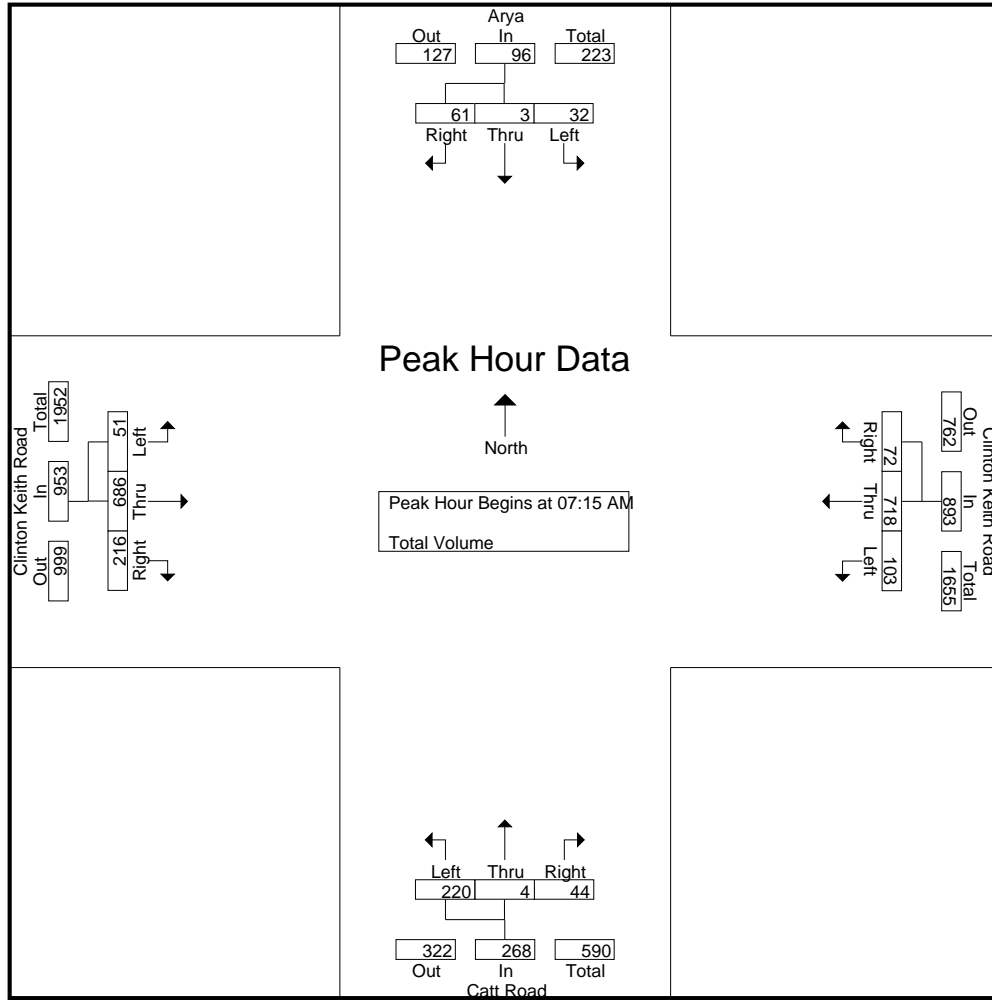 Arya
Out In Total
127 96 223
61 3 32
Right Thru Left
Peak Hour Data
North
Peak Hour Begins at 07:15 AM
Total Volume
Clinton Keith Road
Total In Out
1952 953 999
51 686 216
Left Thru Right
Clinton Keith Road
Out In Total
762 893 1655
72 718 103
Right Thru Left
Left Thru Right
220 4 44
322 268 590
Out In Total
Catt Road